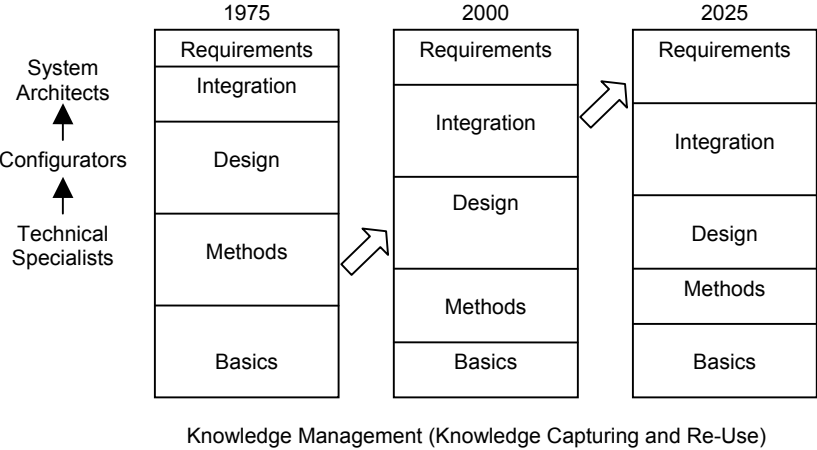 1975
2000
2025
System
Architects
Configurators
Technical
Specialists
Requirements
Integration
Design
Methods
Basics
Requirements
Integration
Design
Methods
Basics
Requirements
Integration
Design
Methods
Basics
Knowledge Management (Knowledge Capturing and Re-Use)